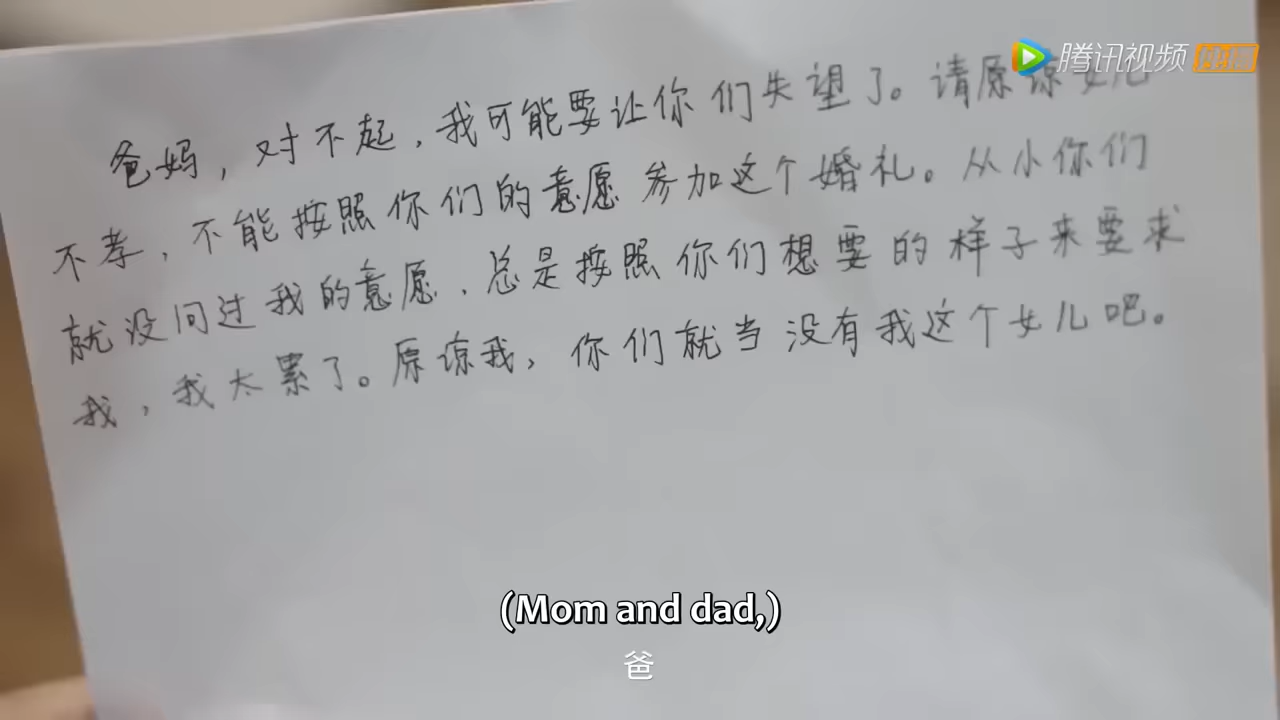 腾讯视频
爸妈，对不起，我可能要让你们失望了。请原谅女儿
不孝，不能按照你们的意愿参加这个婚礼。从小你们
就没问过我的意愿，总是按照你们想要的样子来要求
我，我太累了。原谅我，你们就当没有我这个女儿吧。
(Mom and dad,)
爸